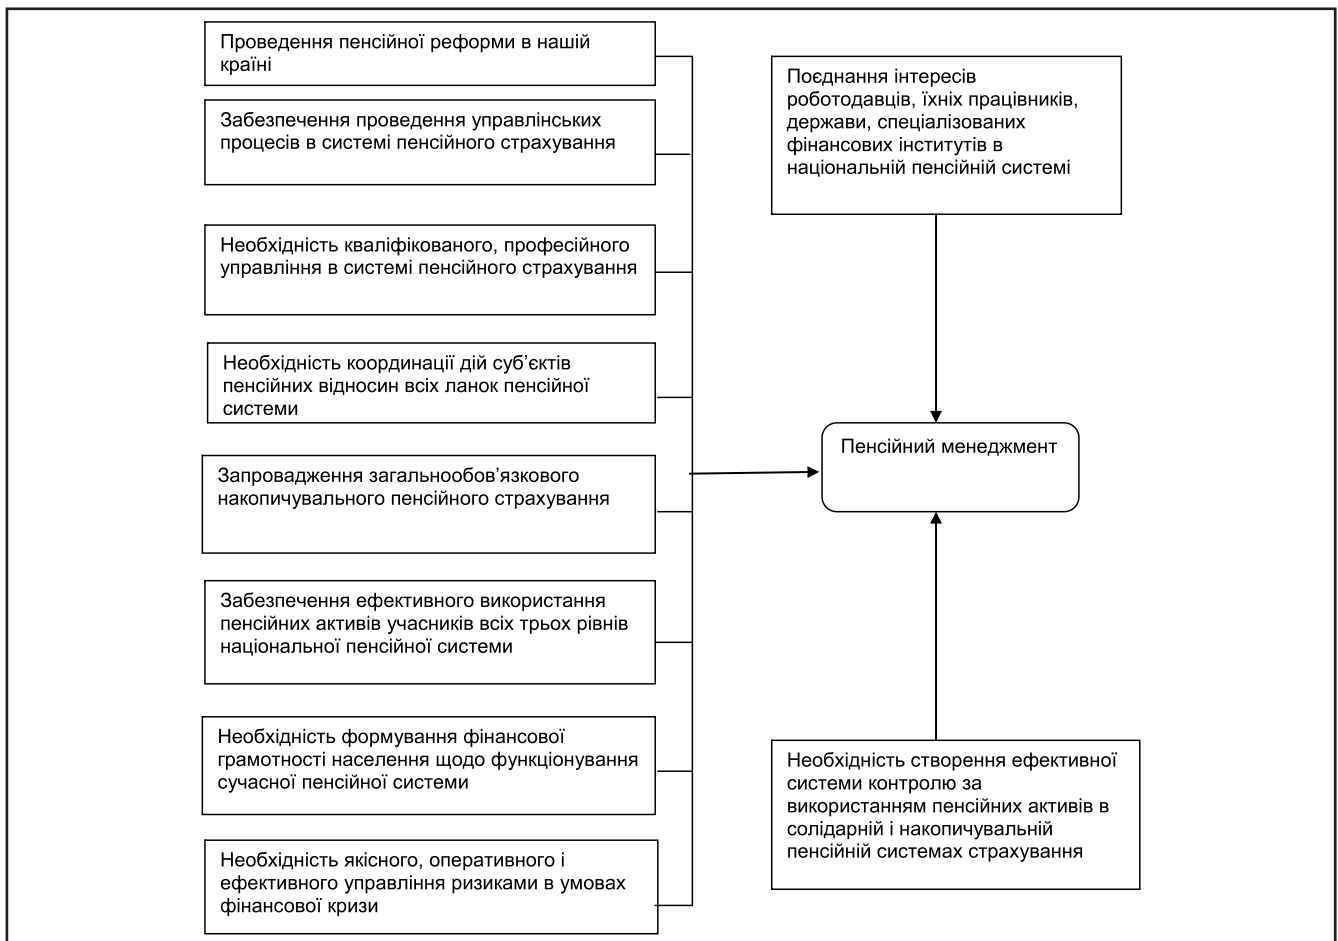 Проведення пенсійної реформи в нашій
країні
Забезпечення проведення управлінських
процесів в системі пенсійного страхування
Необхідність кваліфікованого, професійного
управління в системі пенсійного страхування
Необхідність координації дій суб’єктів
пенсійних відносин всіх ланок пенсійної
системи
Запровадження загальнообов’язкового
накопичувального пенсійного страхування
Забезпечення ефективного використання
пенсійних активів учасників всіх трьох рівнів
національної пенсійної системи
Необхідність формування фінансової
грамотності населення щодо функціонування
сучасної пенсійної системи
Необхідність якісного, оперативного і
ефективного управління ризиками в умовах
фінансової кризи
Поєднання інтересів
роботодавців, їхніх працівників,
держави, спеціалізованих
фінансових інститутів в
національній пенсійній системі
Пенсійний менеджмент
Необхідність створення ефективної
системи контролю за
використанням пенсійних активів в
солідарній і накопичувальній
пенсійній системах страхування